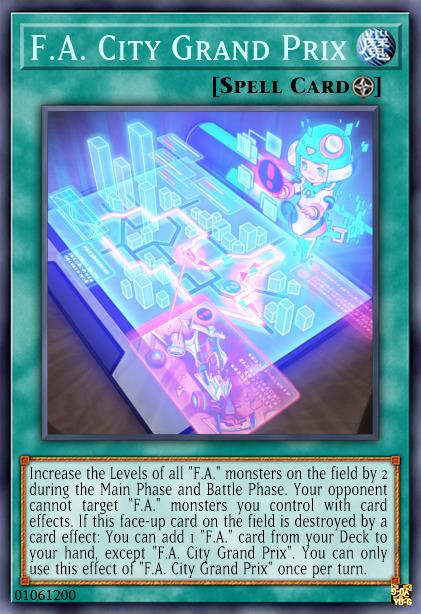 F.A. City Grand Prix 魔
[Spell Card]
Increase the Levels of all "F.A." monsters on the field by 2
during the Main Phase and Battle Phase. Your opponent
cannot target "F.A." monsters you control with card
effects. If this face-up card on the field is destroyed by a
card effect: You can add 1 "F.A." card from your Deck to
your hand, except "F.A. City Grand Prix". You can only
use this effect of "F.A. City Grand Prix" once per turn.
01061200